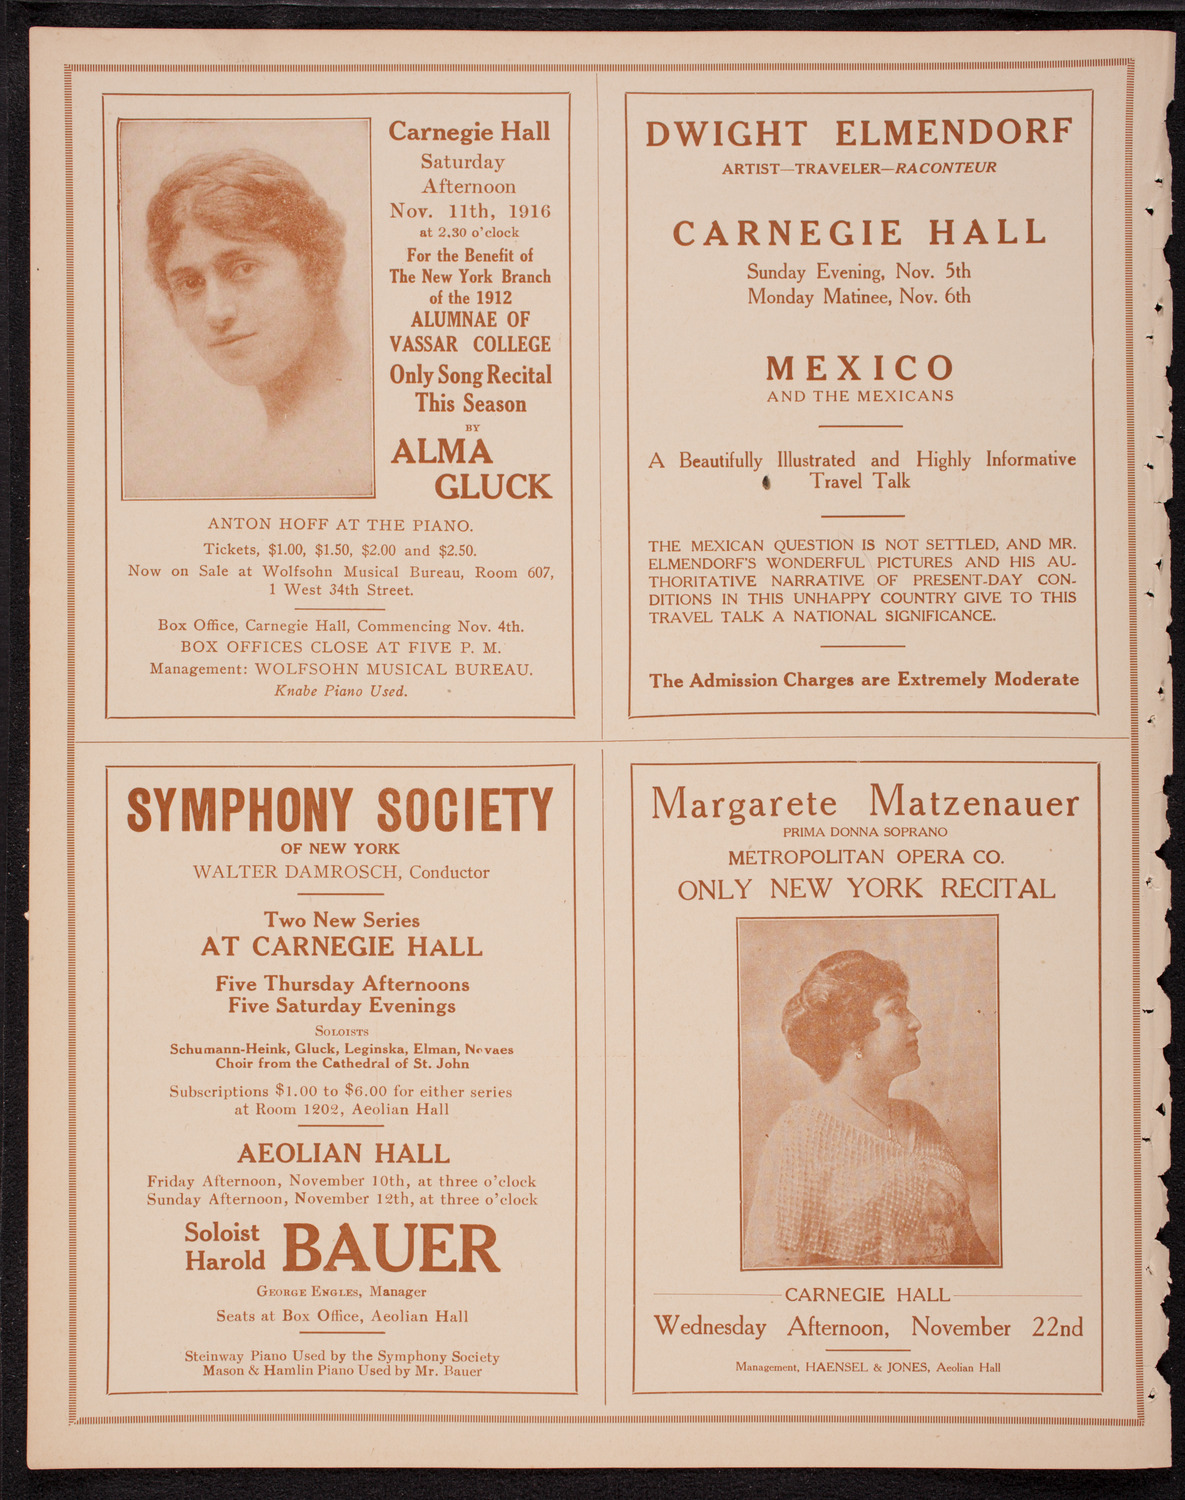 Carnegie Hall
Saturday
Afternoon
Nov. 11th, 1916
at 2.30 o'clock
For the Benefit of
The New York Branch
of the 1912
ALUMNAE OF
VASSAR COLLEGE
Only Song Recital
This Season
BY
ALMA
GLUCK
ANTON HOFF AT THE PIANO.
Tickets, $1.00, $1.50, $2.00 and $2.50.
Now on Sale at Wolfsohn Musical Bureau, Room 607,
1 West 34th Street.
Box Office, Carnegie Hall, Commencing Nov. 4th.
BOX OFFICES CLOSE AT FIVE P. M.
Management: WOLFSOHN MUSICAL BUREAU.
Knabe Piano Used.
DWIGHT ELMENDORF
ARTIST—TRAVELER—RACONTEUR
CARNEGIE HALL
Sunday Evening, Nov. 5th
Monday Matinee, Nov. 6th
MEXICO
AND THE MEXICANS
A Beautifully Illustrated and Highly Informative
Travel Talk
THE MEXICAN QUESTION IS NOT SETTLED, AND MR.
ELMENDORF'S WONDERFUL PICTURES AND HIS AU-
THORITATIVE NARRATIVE OF PRESENT-DAY CON-
DITIONS IN THIS UNHAPPY COUNTRY GIVE TO THIS
TRAVEL TALK A NATIONAL SIGNIFICANCE.
The Admission Charges are Extremely Moderate
SYMPHONY SOCIETY
OF NEW YORK
WALTER DAMROSCH, Conductor
Two New Series
AT CARNEGIE HALL
Five Thursday Afternoons
Five Saturday Evenings
SOLOISTS
Schumann-Heink, Gluck, Leginska, Elman, Novaes
Choir from the Cathedral of St. John
Subscriptions $1.00 to $6.00 for either series
at Room 1202, Aeolian Hall
AEOLIAN HALL
Friday Afternoon, November 10th, at three o'clock
Sunday Afternoon, November 12th, at three o'clock
Soloist
Harold BAUER
GEORGE ENGLES, Manager
Seats at Box Office, Aeolian Hall
Steinway Piano Used by the Symphony Society
Mason & Hamlin Piano Used by Mr. Bauer
Margarete Matzenauer
PRIMA DONNA SOPRANO
METROPOLITAN OPERA CO.
ONLY NEW YORK RECITAL
CARNEGIE HALL
Wednesday Afternoon, November 22nd
Management, HAENSEL & JONES, Aeolian Hall